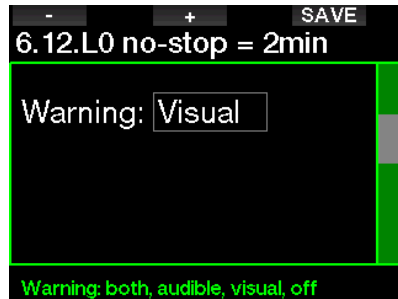 - + SAVE
6.12.L0 no-stop = 2min
Warning: Visual
Warning: both, audible, visual, off